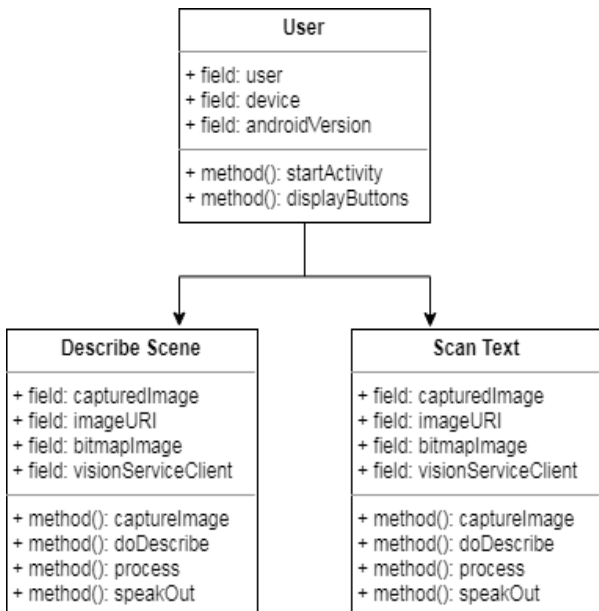 User
+ field: user
+ field: device
+ field: androidVersion
+ method(): startActivity
+ method(): displayButtons
Describe Scene
+ field: capturedImage
+ field: imageURI
+ field: bitmapImage
+ field: visionServiceClient
+ method(): captureImage
+ method(): doDescribe
+ method(): process
+ method(): speakOut
Scan Text
+ field: capturedImage
+ field: imageURI
+ field: bitmapImage
+ field: visionServiceClient
+ method(): captureImage
+ method(): doDescribe
+ method(): process
+ method(): speakOut